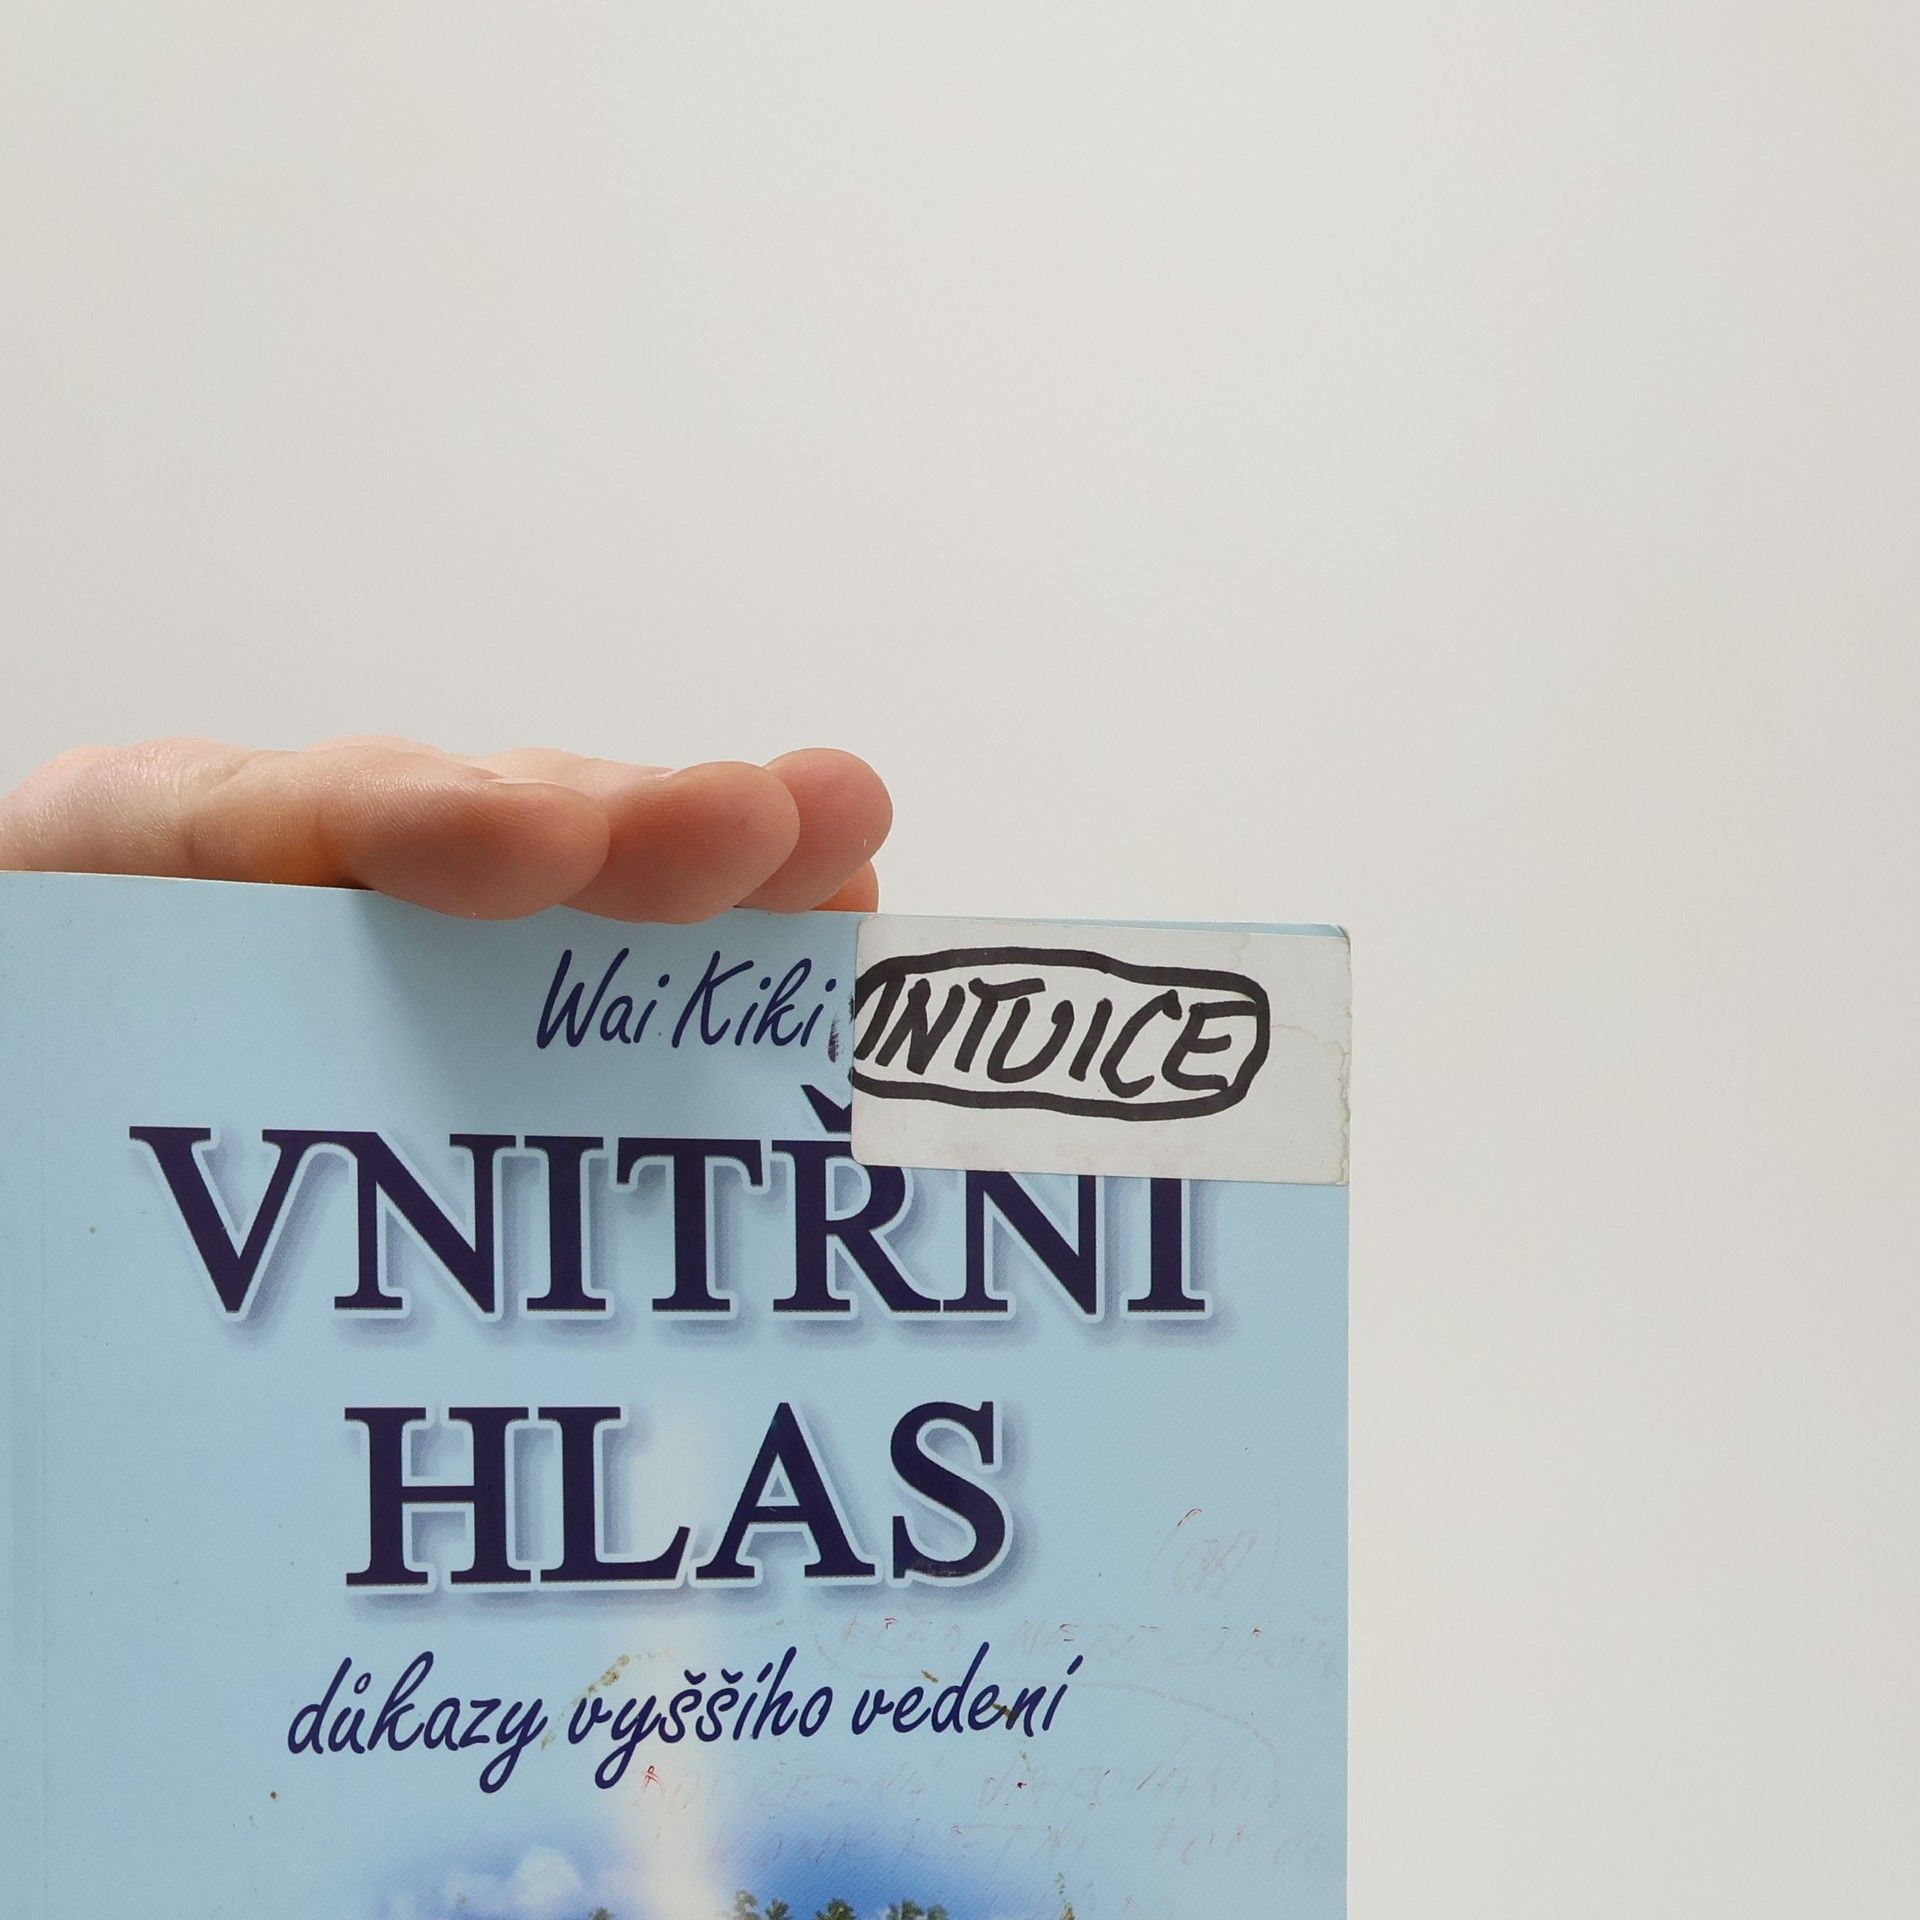 Wai Kiki
INTUICE
VNITŘNÍ
HLAS
důkazy vyššího vedení